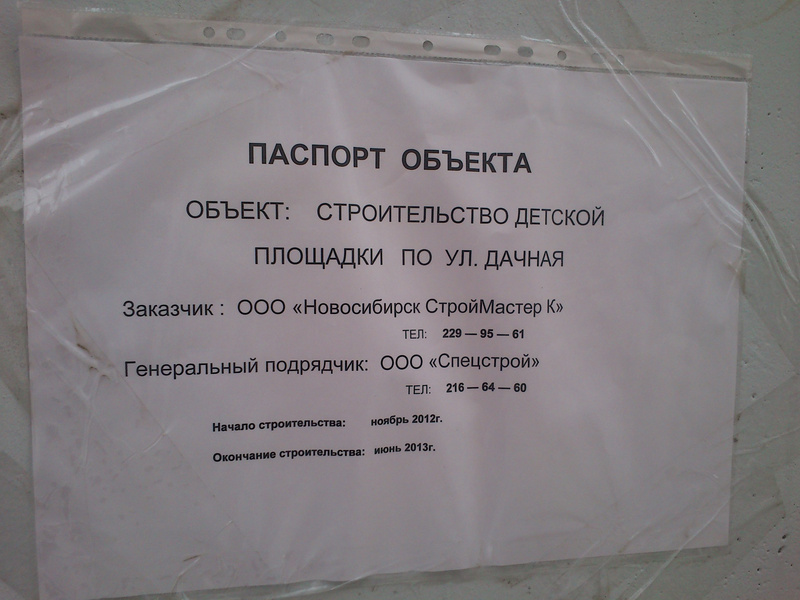 ПАСПОРТ ОБЪЕКТА
ОБЪЕКТ: СТРОИТЕЛЬСТВО ДЕТСКОЙ
ПЛОЩАДКИ ПО УЛ. ДАЧНАЯ
Заказчик : ООО «Новосибирск СтройМастер К»
ТЕЛ: 229 — 95 — 61
Генеральный подрядчик: ООО «Спецстрой»
ТЕЛ: 216 — 64 — 60
Начало строительства: ноябрь 2012г.
Окончание строительства: июнь 2013г.